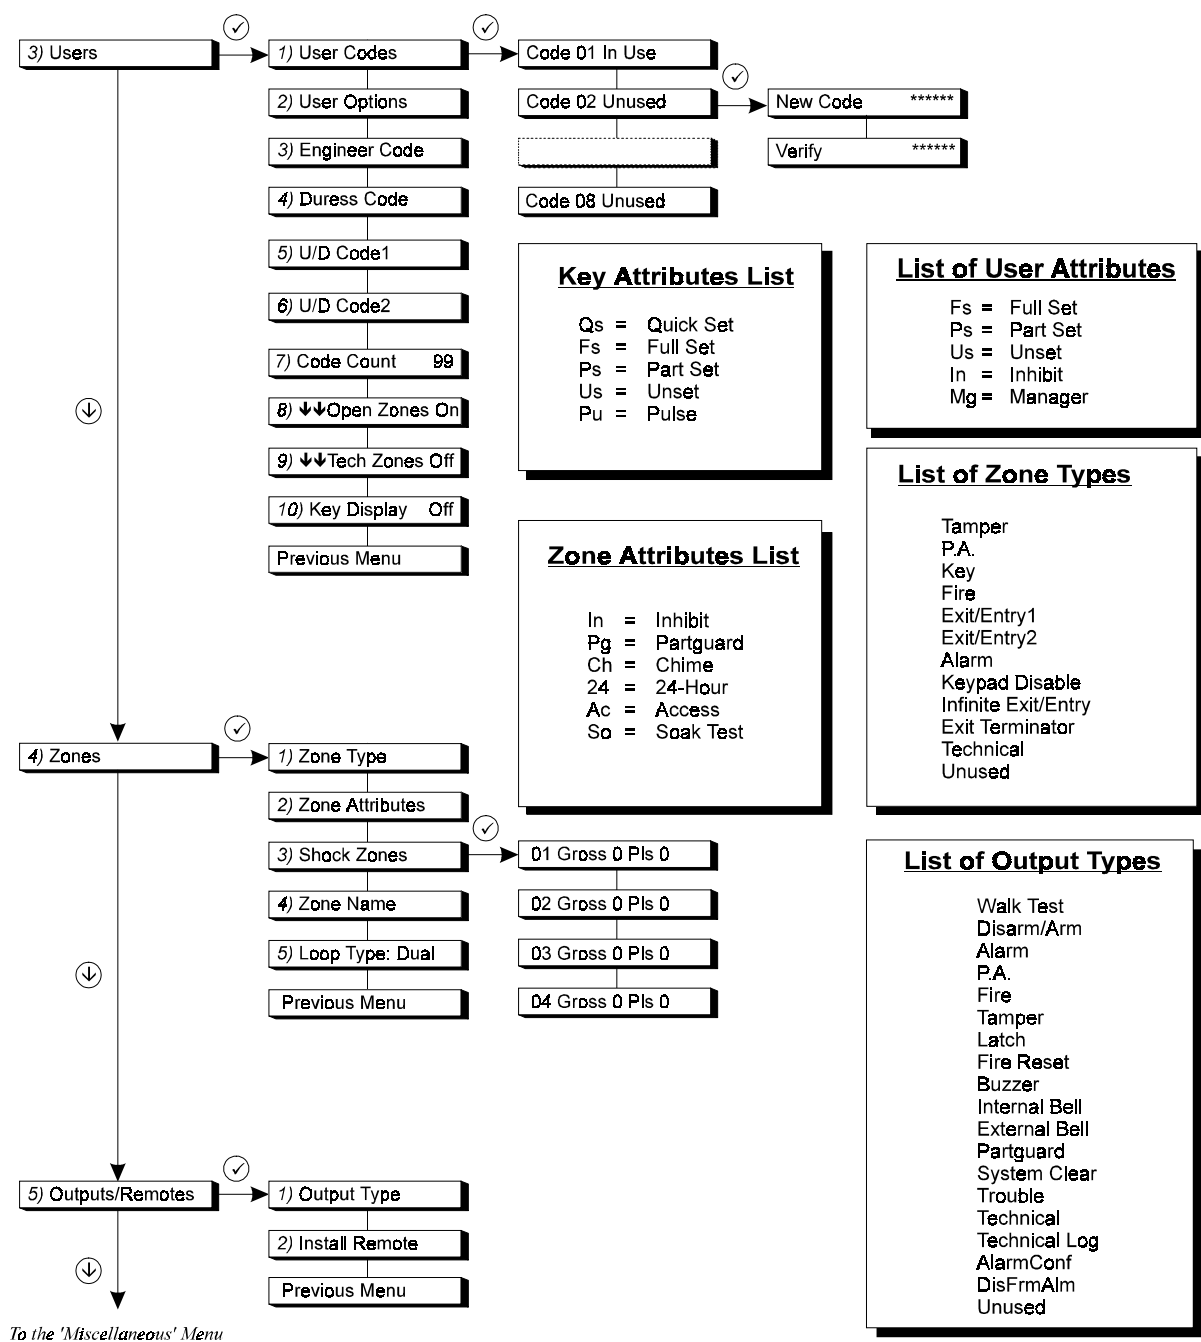 3) Users
1) User Codes
2) User Options
3) Engineer Code
4) Duress Code
5) U/D Code1
6) U/D Code2
7) Code Count 99
8) ↓↓Open Zones On
9) ↓↓Tech Zones Off
10) Key Display Off
Previous Menu
Code 01 In Use
Code 02 Unused
Code 08 Unused
New Code ******
Verify ******
Key Attributes List
Qs = Quick Set
Fs = Full Set
Ps = Part Set
Us = Unset
Pu = Pulse
List of User Attributes
Fs = Full Set
Ps = Part Set
Us = Unset
In = Inhibit
Mg = Manager
Zone Attributes List
In = Inhibit
Pg = Partguard
Ch = Chime
24 = 24-Hour
Ac = Access
So = Soak Test
List of Zone Types
Tamper
P.A.
Key
Fire
Exit/Entry1
Exit/Entry2
Alarm
Keypad Disable
Infinite Exit/Entry
Exit Terminator
Technical
Unused
4) Zones
1) Zone Type
2) Zone Attributes
3) Shock Zones
4) Zone Name
5) Loop Type: Dual
Previous Menu
01 Gross 0 Pls 0
02 Gross 0 Pls 0
03 Gross 0 Pls 0
04 Gross 0 Pls 0
List of Output Types
Walk Test
Disarm/Arm
Alarm
P.A.
Fire
Tamper
Latch
Fire Reset
Buzzer
Internal Bell
External Bell
Partguard
System Clear
Trouble
Technical
Technical Log
AlarmConf
DisFrmAlm
Unused
5) Outputs/Remotes
1) Output Type
2) Install Remote
Previous Menu
To the 'Miscellaneous' Menu